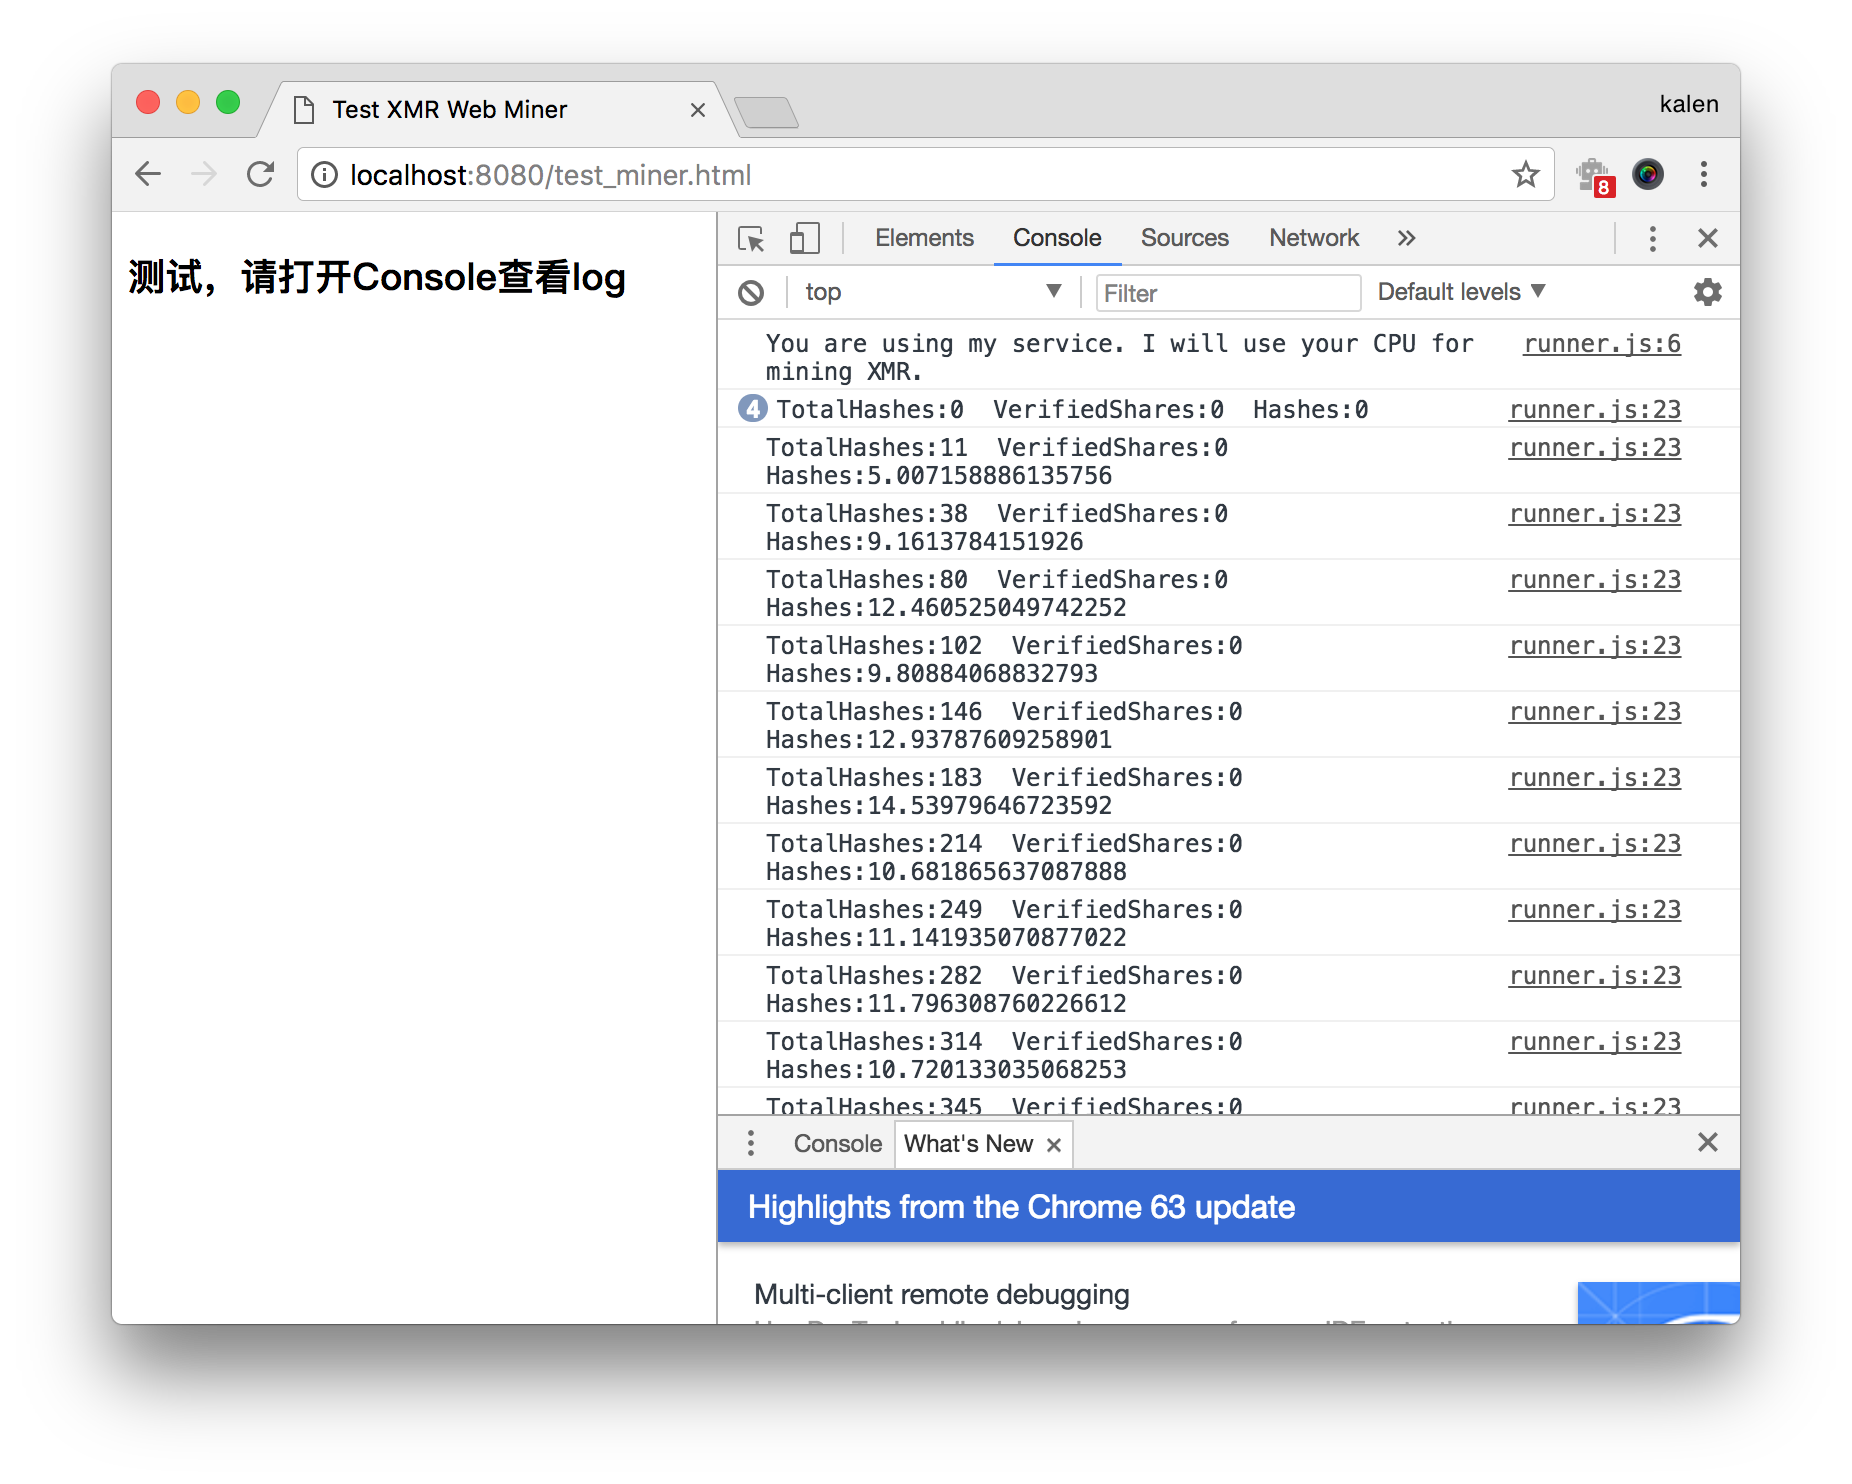 Test XMR Web Miner
kalen
localhost:8080/test_miner.html
8
测试，请打开Console查看log
Elements Console Sources Network
top Filter Default levels
You are using my service. I will use your CPU for runner.js:6
mining XMR.
4 TotalHashes:0 VerifiedShares:0 Hashes:0 runner.js:23
TotalHashes:11 VerifiedShares:0 runner.js:23
Hashes:5.007158886135756
TotalHashes:38 VerifiedShares:0 runner.js:23
Hashes:9.1613784151926
TotalHashes:80 VerifiedShares:0 runner.js:23
Hashes:12.460525049742252
TotalHashes:102 VerifiedShares:0 runner.js:23
Hashes:9.80884068832793
TotalHashes:146 VerifiedShares:0 runner.js:23
Hashes:12.93787609258901
TotalHashes:183 VerifiedShares:0 runner.js:23
Hashes:14.53979646723592
TotalHashes:214 VerifiedShares:0 runner.js:23
Hashes:10.681865637087888
TotalHashes:249 VerifiedShares:0 runner.js:23
Hashes:11.141935070877022
TotalHashes:282 VerifiedShares:0 runner.js:23
Hashes:11.796308760226612
TotalHashes:314 VerifiedShares:0 runner.js:23
Hashes:10.720133035068253
TotalHashes:345 VerifiedShares:0 runner.js:23
Console What's New
Highlights from the Chrome 63 update
Multi-client remote debugging